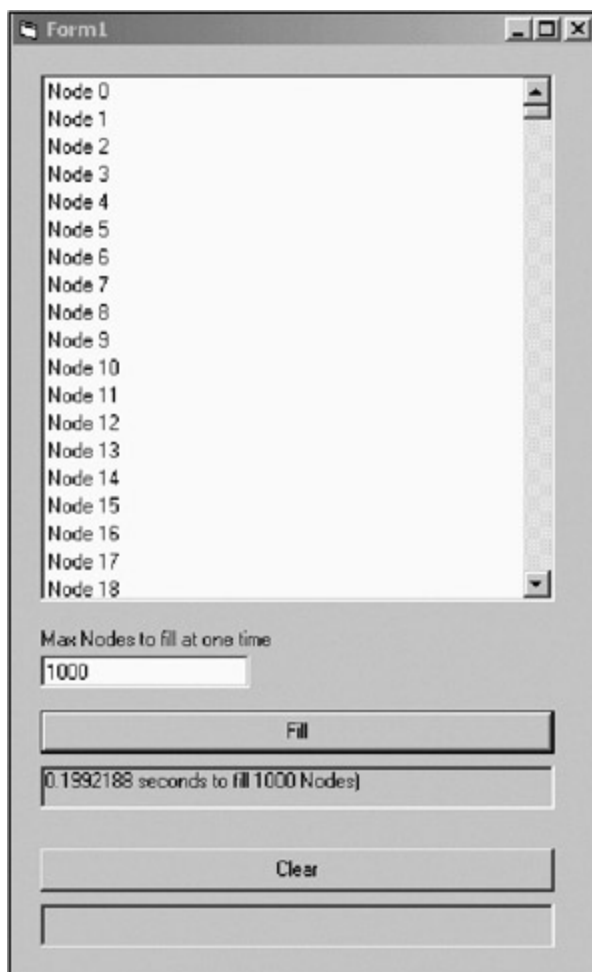 Form1
Node 0
Node 1
Node 2
Node 3
Node 4
Node 5
Node 6
Node 7
Node 8
Node 9
Node 10
Node 11
Node 12
Node 13
Node 14
Node 15
Node 16
Node 17
Node 18
Max Nodes to fill at one time
1000
Fill
0.1992188 seconds to fill 1000 Nodes)
Clear